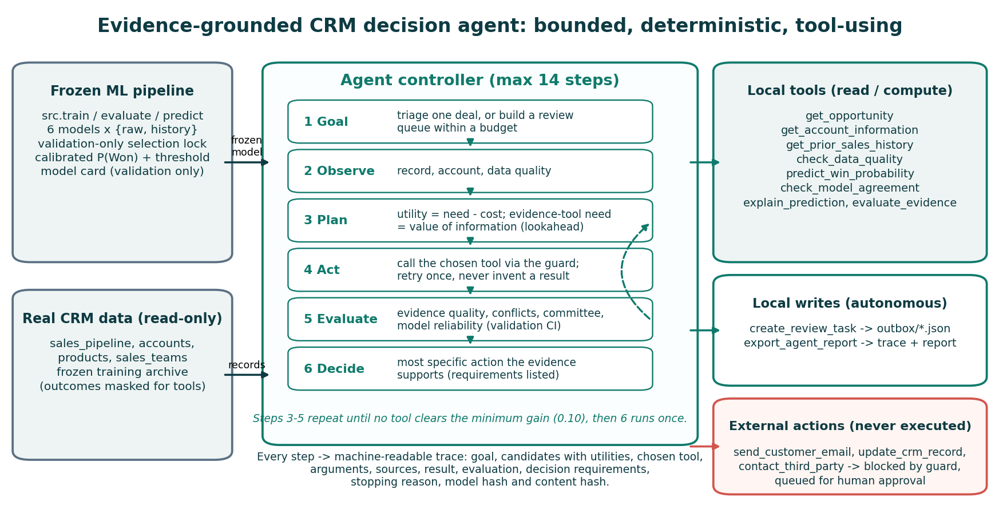 Evidence-grounded CRM decision agent: bounded, deterministic, tool-using
Frozen ML pipeline
src.train / evaluate / predict
6 models x {raw, history}
validation-only selection lock
calibrated P(Won) + threshold
model card (validation only)
frozen
model
Real CRM data (read-only)
sales_pipeline, accounts,
products, sales_teams
frozen training archive
(outcomes masked for tools)
records
Agent controller (max 14 steps)
1 Goal
triage one deal, or build a review
queue within a budget
2 Observe
record, account, data quality
3 Plan
utility = need - cost; evidence-tool need
= value of information (lookahead)
4 Act
call the chosen tool via the guard;
retry once, never invent a result
5 Evaluate
evidence quality, conflicts, committee,
model reliability (validation CI)
6 Decide
most specific action the evidence
supports (requirements listed)
Steps 3-5 repeat until no tool clears the minimum gain (0.10), then 6 runs once.
Every step -> machine-readable trace: goal, candidates with utilities, chosen tool,
arguments, sources, result, evaluation, decision requirements,
stopping reason, model hash and content hash.
Local tools (read / compute)
get_opportunity
get_account_information
get_prior_sales_history
check_data_quality
predict_win_probability
check_model_agreement
explain_prediction, evaluate_evidence
Local writes (autonomous)
create_review_task -> outbox/*.json
export_agent_report -> trace + report
External actions (never executed)
send_customer_email, update_crm_record,
contact_third_party -> blocked by guard,
queued for human approval